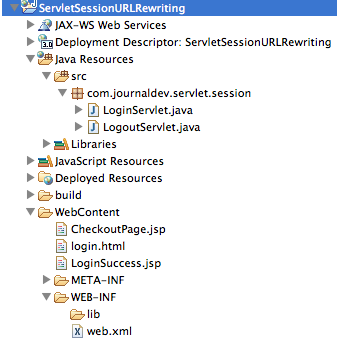 ServletSessionURLRewriting
JAX-WS Web Services
3.0 Deployment Descriptor: ServletSessionURLRewriting
Java Resources
src
com.journaldev.servlet.session
LoginServlet.java
LogoutServlet.java
Libraries
JavaScript Resources
Deployed Resources
build
WebContent
CheckoutPage.jsp
login.html
LoginSuccess.jsp
META-INF
WEB-INF
lib
web.xml